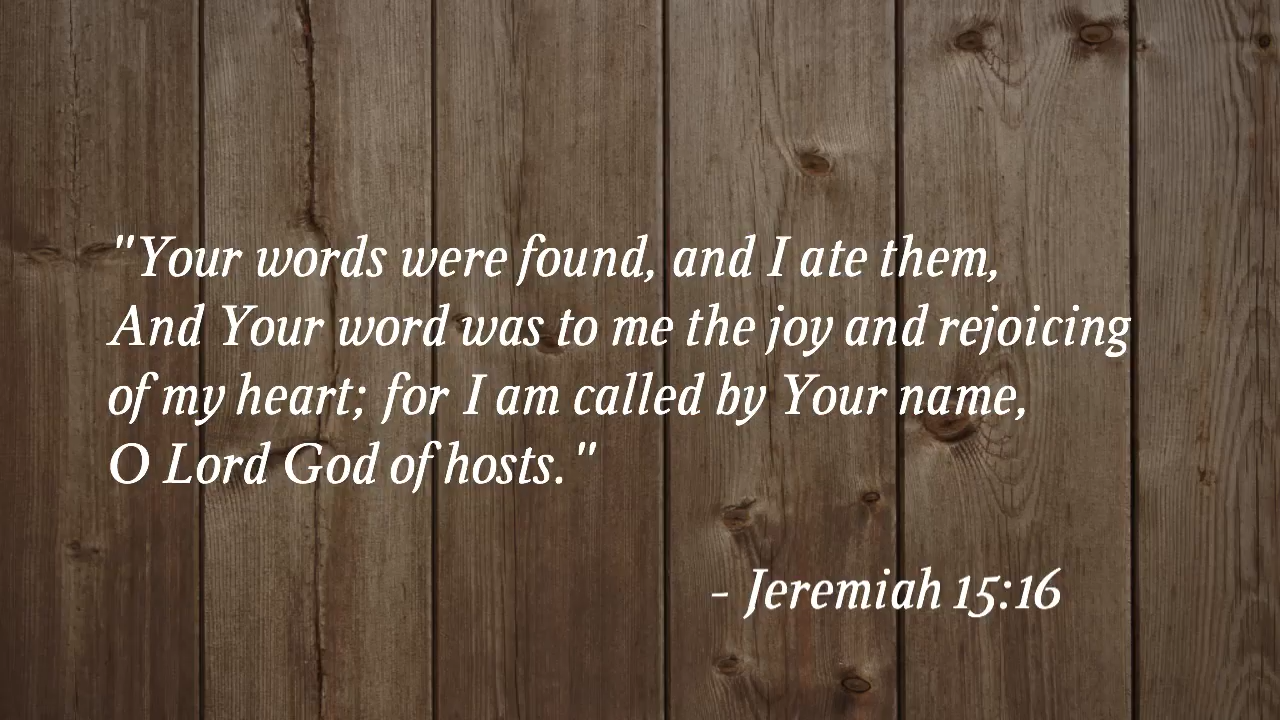 "Your words were found, and I ate them,
And Your word was to me the joy and rejoicing
of my heart; for I am called by Your name,
O Lord God of hosts."
- Jeremiah 15:16